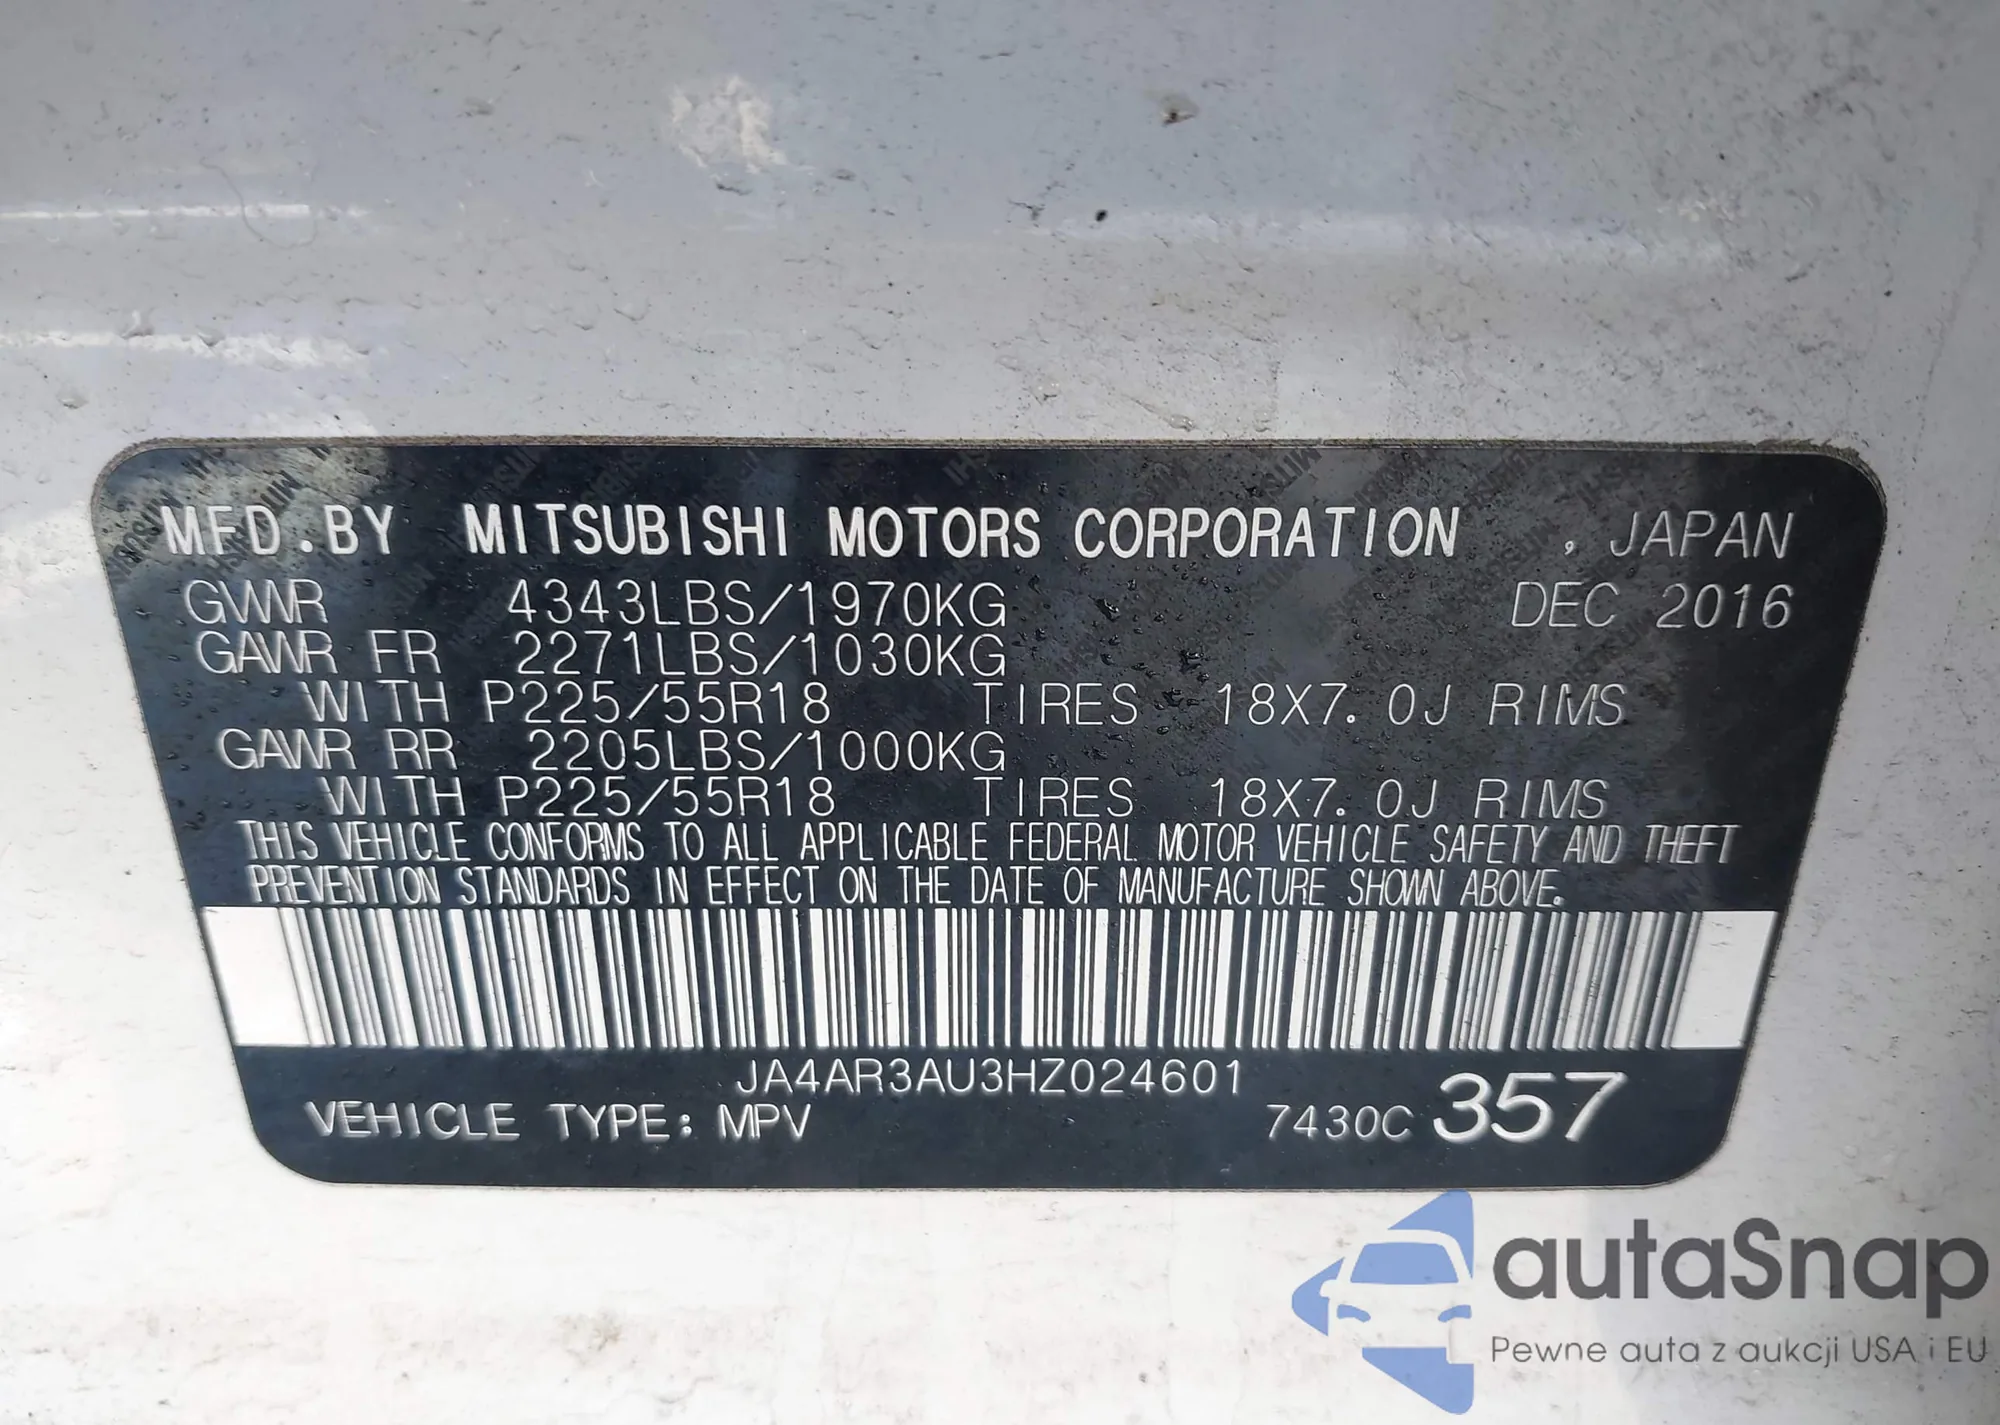 MFD.BY MITSUBISHI MOTORS CORPORATION , JAPAN
GVWR 4343LBS/1970KG DEC 2016
GAWR FR 2271LBS/1030KG
WITH P225/55R18 TIRES 18X7.0J RIMS
GAWR RR 2205LBS/1000KG
WITH P225/55R18 TIRES 18X7.0J RIMS
THIS VEHICLE CONFORMS TO ALL APPLICABLE FEDERAL MOTOR VEHICLE SAFETY AND THEFT
PREVENTION STANDARDS IN EFFECT ON THE DATE OF MANUFACTURE SHOWN ABOVE.
JA4AR3AU3HZ024601
VEHICLE TYPE: MPV 7430C 357
autaSnap
Pewne auta z aukcji USA i EU